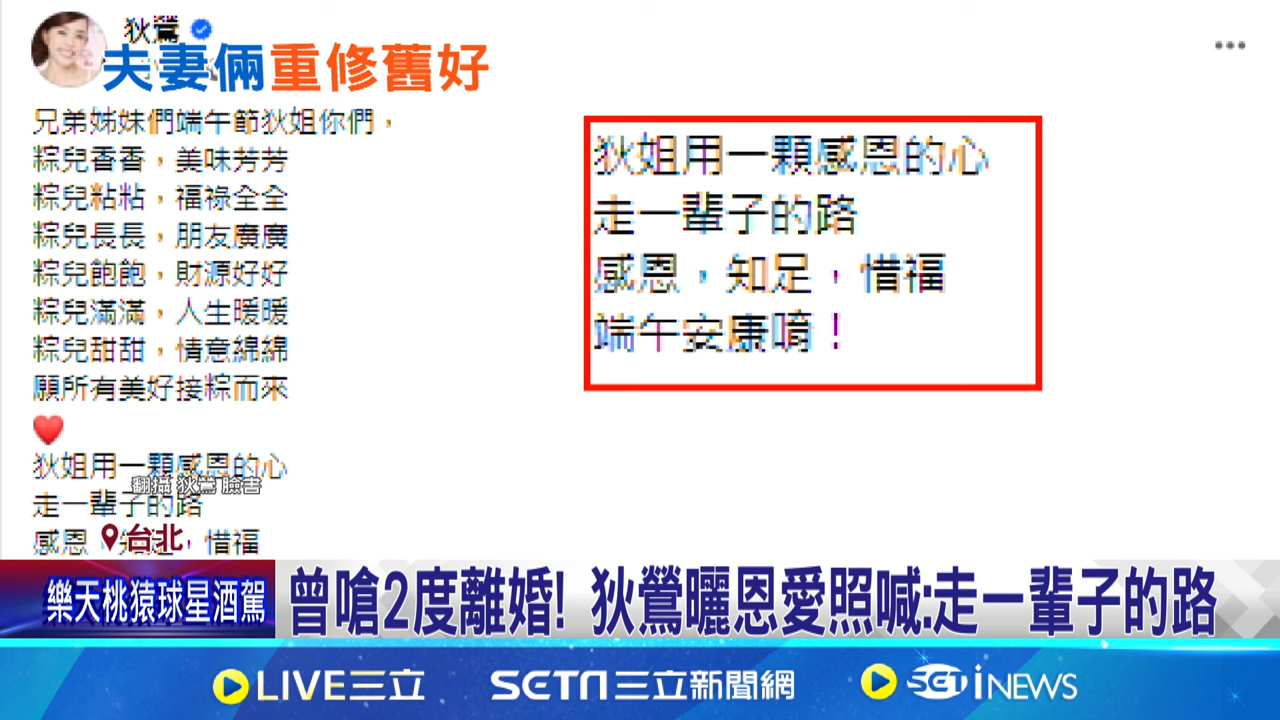 狄鶯
夫妻倆重修舊好
兄弟姊妹們端午節狄姐你們，
粽兒香香，美味芳芳
粽兒粘粘，福祿全全
粽兒長長，朋友廣廣
粽兒飽飽，財源好好
粽兒滿滿，人生暖暖
粽兒甜甜，情意綿綿
願所有美好接粽而來
狄姐用一顆感恩的心
走一輩子的路
感恩，知足，惜福
翻攝 狄鶯 臉書
台北
狄姐用一顆感恩的心
走一輩子的路
感恩，知足，惜福
端午安康唷！
樂天桃猿球星酒駕
曾嗆2度離婚! 狄鶯曬恩愛照喊:走一輩子的路
LIVE三立
SETN三立新聞網
SET iNEWS